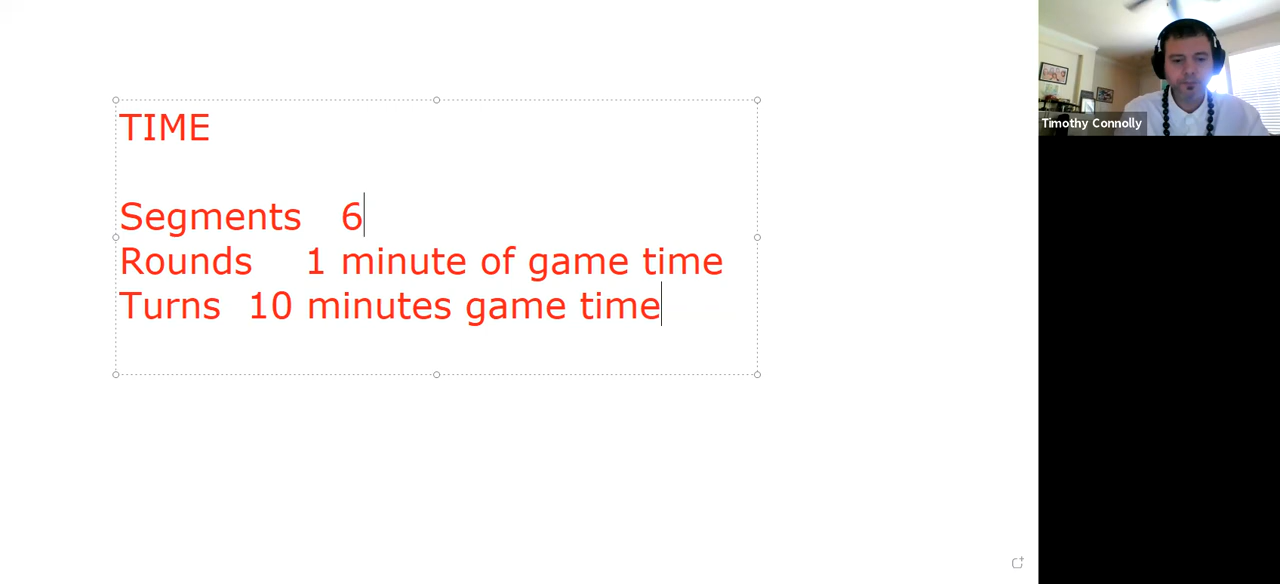 TIME
Segments 6
Rounds 1 minute of game time
Turns 10 minutes game time
Timothy Connolly